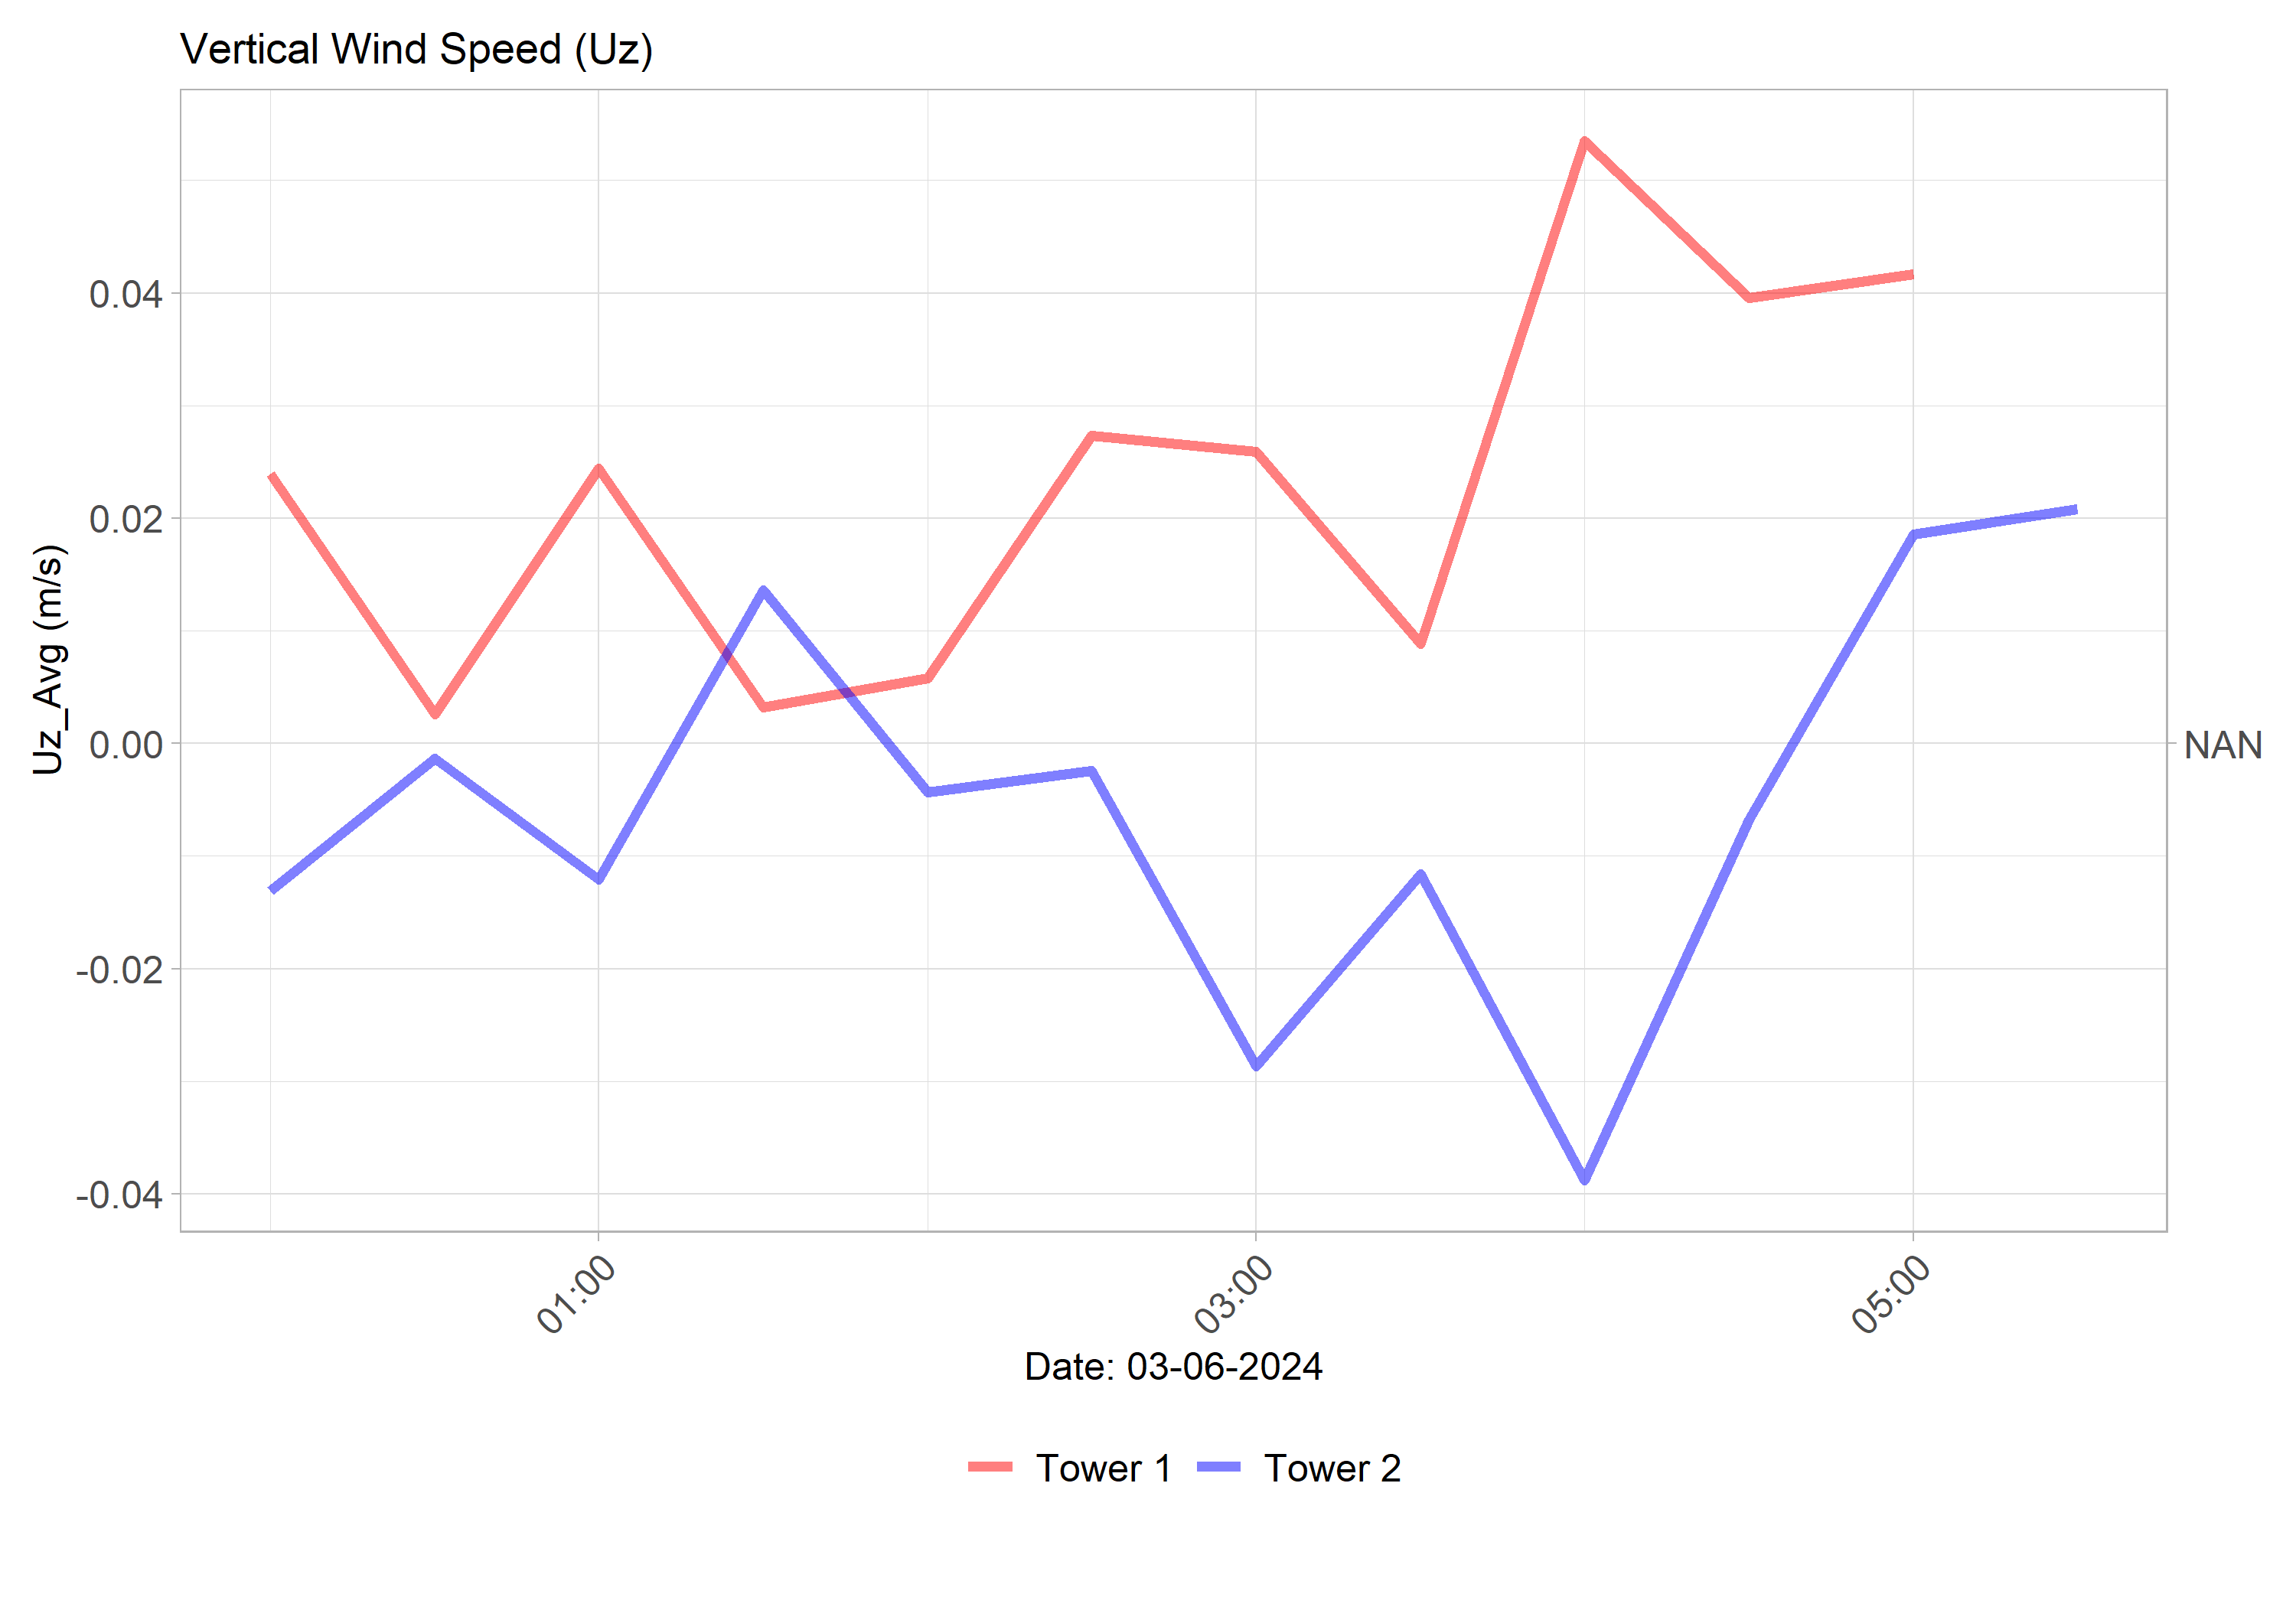 Vertical Wind Speed (Uz)
Uz_Avg (m/s)
0.04
0.02
0.00
-0.02
-0.04
NAN
01:00
03:00
05:00
Date: 03-06-2024
Tower 1
Tower 2